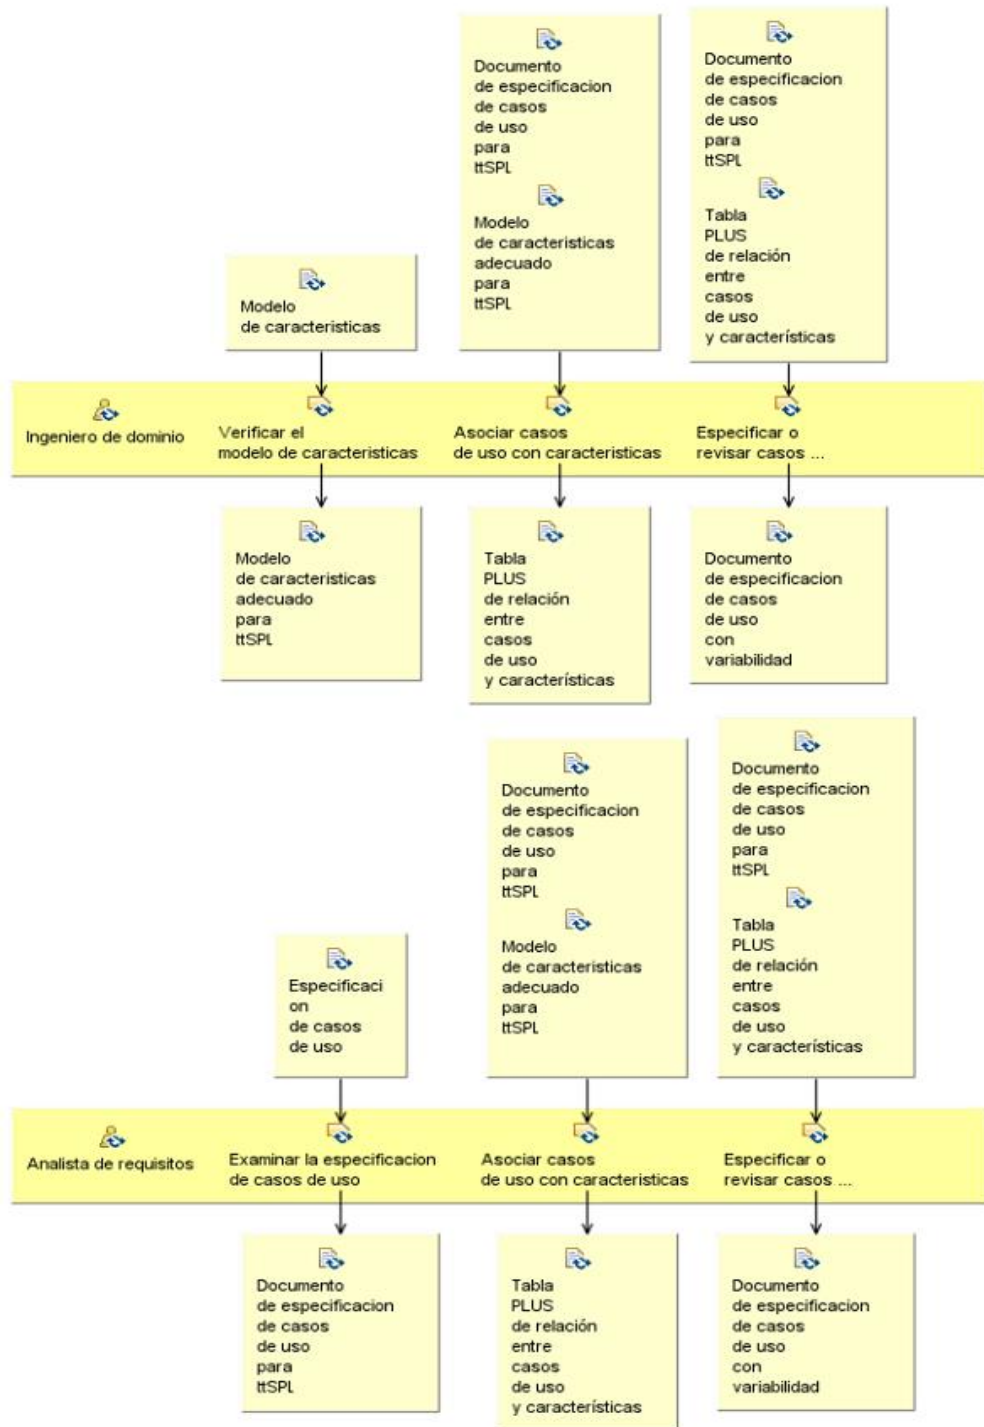 Documento
de especificacion
de casos
de uso
para
ttSPL
Modelo
de caracteristicas
adecuado
para
ttSPL
Documento
de especificacion
de casos
de uso
para
ttSPL
Tabla
PLUS
de relación
entre
casos
de uso
y características
Modelo
de caracteristicas
Ingeniero de dominio
Verificar el
modelo de caracteristicas
Asociar casos
de uso con caracteristicas
Especificar o
revisar casos ...
Modelo
de caracteristicas
adecuado
para
ttSPL
Tabla
PLUS
de relación
entre
casos
de uso
y características
Documento
de especificacion
de casos
de uso
con
variabilidad
Documento
de especificacion
de casos
de uso
para
ttSPL
Modelo
de caracteristicas
adecuado
para
ttSPL
Documento
de especificacion
de casos
de uso
para
ttSPL
Tabla
PLUS
de relación
entre
casos
de uso
y características
Especificaci
on
de casos
de uso
Analista de requisitos
Examinar la especificacion
de casos de uso
Asociar casos
de uso con caracteristicas
Especificar o
revisar casos ...
Documento
de especificacion
de casos
de uso
para
ttSPL
Tabla
PLUS
de relación
entre
casos
de uso
y características
Documento
de especificacion
de casos
de uso
con
variabilidad